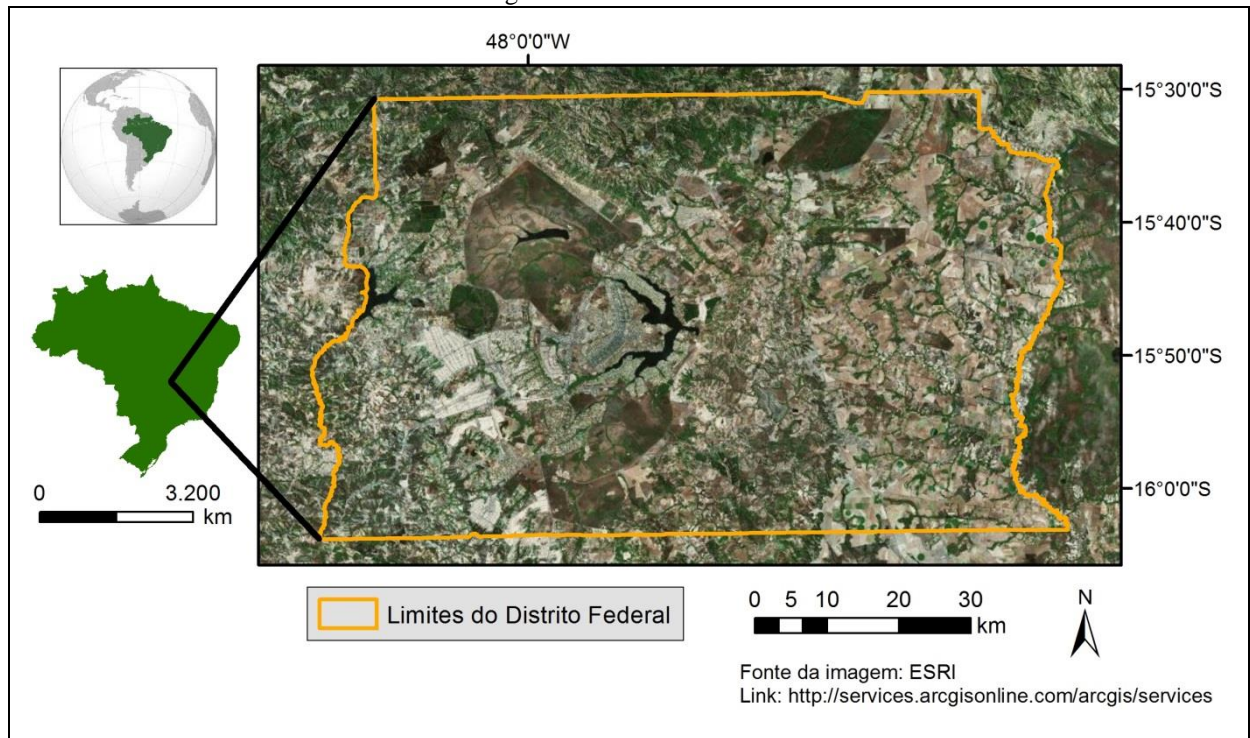 48°0'0"W
15°30'0"S
15°40'0"S
15°50'0"S
16°0'0"S
0 3.200
km
Limites do Distrito Federal
0 5 10 20 30
km
N
Fonte da imagem: ESRI
Link: http://services.arcgisonline.com/arcgis/services